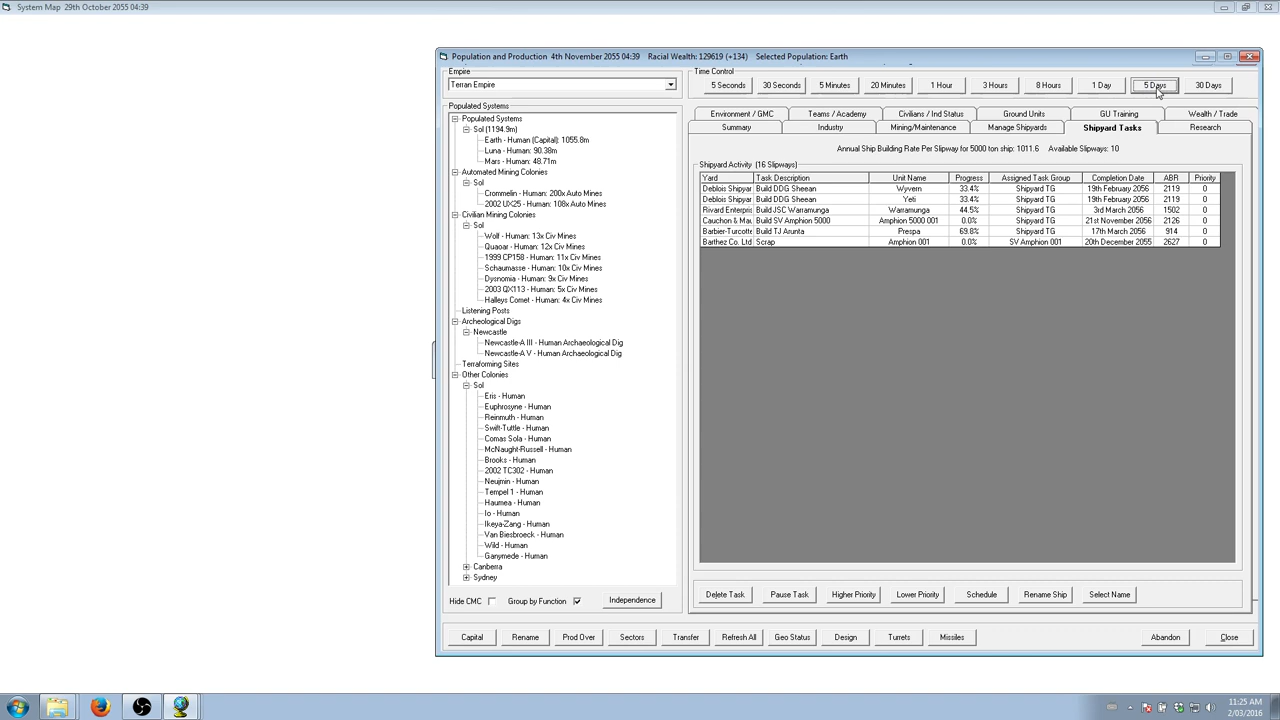 System Map 29th October 2055 04:39
Population and Production 4th November 2055 04:39 Racial Wealth: 129619 (+134) Selected Population: Earth
Empire
Terran Empire
Time Control
5 Seconds 30 Seconds 5 Minutes 20 Minutes 1 Hour 3 Hours 8 Hours 1 Day 5 Days 30 Days
Environment / GMC Teams / Academy Civilians / Ind Status Ground Units GU Training Wealth / Trade
Summary Industry Mining/Maintenance Manage Shipyards Shipyard Tasks Research
Annual Ship Building Rate Per Slipway for 5000 ton ship: 1011.6 Available Slipways: 10
Populated Systems
Populated Systems
Sol (1194.9m)
Earth - Human (Capital): 1055.8m
Luna - Human: 90.38m
Mars - Human: 48.71m
Automated Mining Colonies
Sol
Crommelin - Human: 200x Auto Mines
2002 UX25 - Human: 108x Auto Mines
Civilian Mining Colonies
Sol
Wolf - Human: 13x Civ Mines
Quaoar - Human: 12x Civ Mines
1999 CP158 - Human: 11x Civ Mines
Schaumasse - Human: 10x Civ Mines
Dysnomia - Human: 9x Civ Mines
2003 QX113 - Human: 5x Civ Mines
Halleys Comet - Human: 4x Civ Mines
Listening Posts
Archeological Digs
Newcastle
Newcastle-A III - Human Archaeological Dig
Newcastle-A V - Human Archaeological Dig
Terraforming Sites
Other Colonies
Sol
Eris - Human
Euphrosyne - Human
Reinmuth - Human
Swift-Tuttle - Human
Comas Sola - Human
McNaught-Russell - Human
Brooks - Human
2002 TC302 - Human
Neujmin - Human
Tempel 1 - Human
Haumea - Human
Io - Human
Ikeya-Zang - Human
Van Biesbroeck - Human
Wild - Human
Ganymede - Human
Canberra
Sydney
Hide CMC Group by Function Independence
Shipyard Activity (16 Slipways)
Yard Task Description Unit Name Progress Assigned Task Group Completion Date ABR Priority
Deblois Shipyar Build DDG Sheean Wyvern 33.4% Shipyard TG 19th February 2056 2119 0
Deblois Shipyar Build DDG Sheean Yeti 33.4% Shipyard TG 19th February 2056 2119 0
Rivard Enterpris Build JSC Warramunga Warramunga 44.5% Shipyard TG 3rd March 2056 1502 0
Cauchon & Mau Build SV Amphion 5000 Amphion 5000 001 0.0% Shipyard TG 21st November 2056 2126 0
Barbier-Turcotte Build TJ Arunta Prespa 69.8% Shipyard TG 17th March 2056 914 0
Barthez Co. Ltd Scrap Amphion 001 0.0% SV Amphion 001 20th December 2055 2627 0
Delete Task Pause Task Higher Priority Lower Priority Schedule Rename Ship Select Name
Capital Rename Prod Over Sectors Transfer Refresh All Geo Status Design Turrets Missiles Abandon Close
11:25 AM
2/03/2016